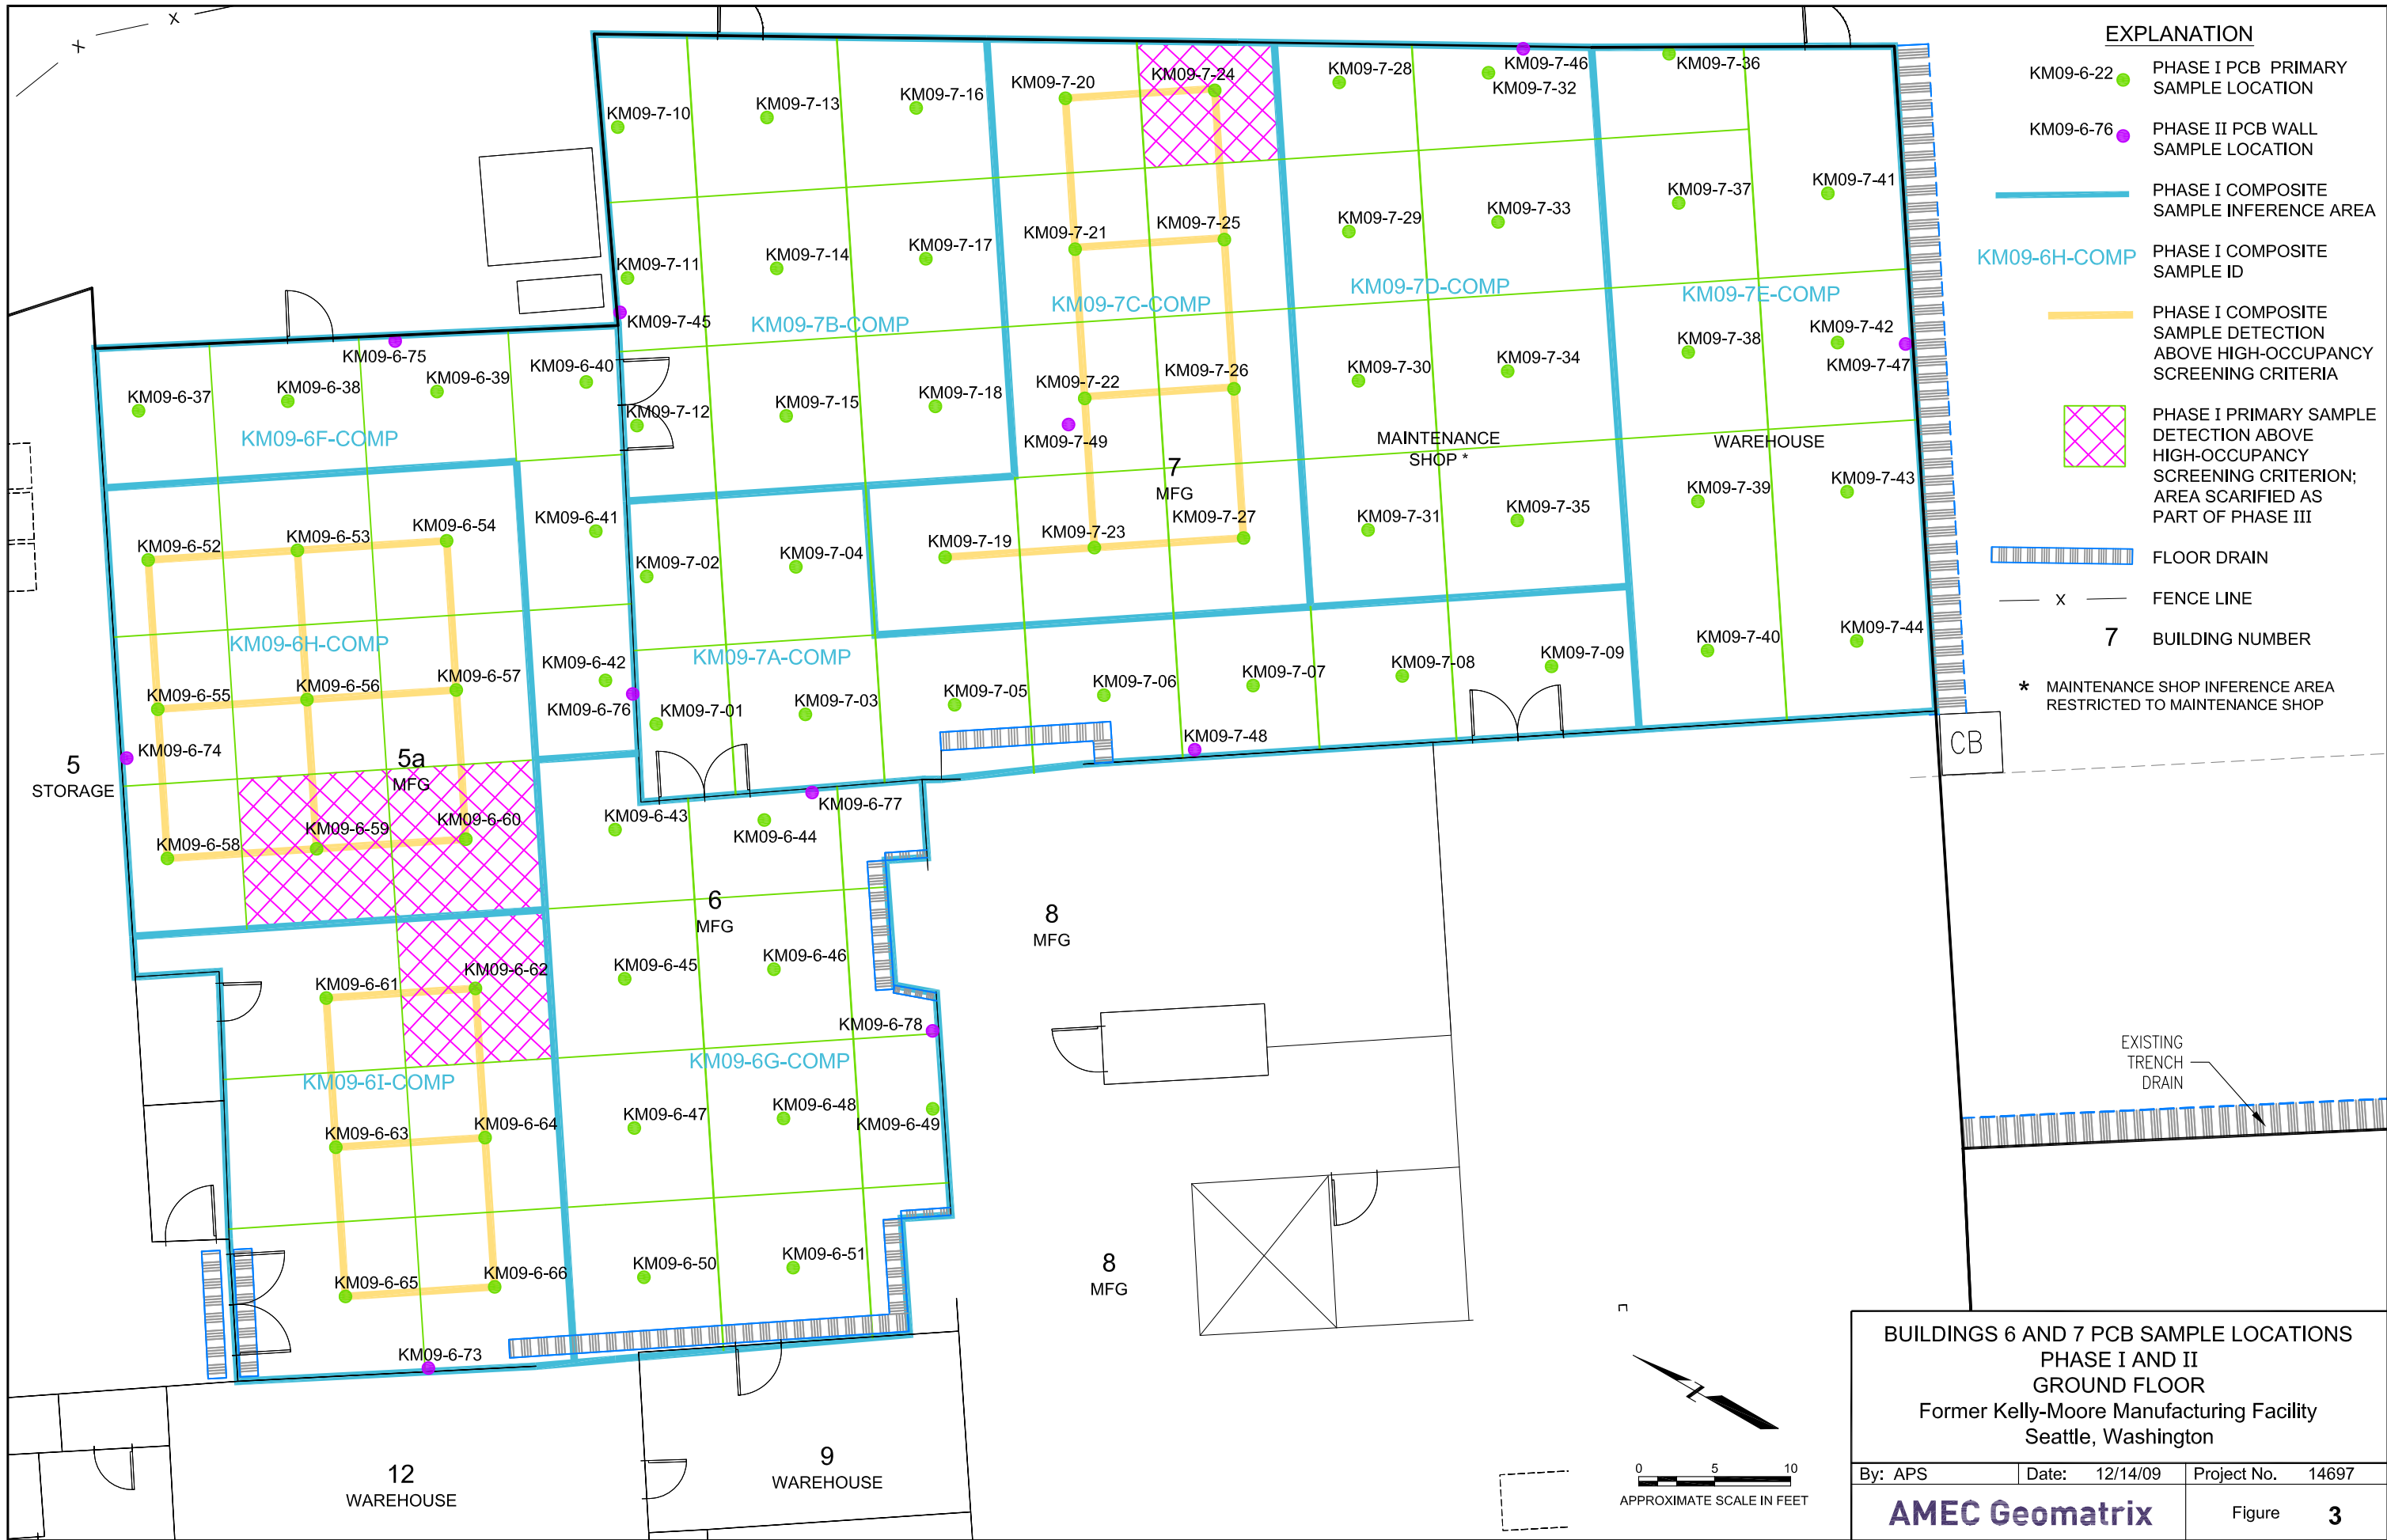 X
X
KM09-7-10
KM09-7-13
KM09-7-16
KM09-7-20
KM09-7-24
KM09-7-28
KM09-7-46
KM09-7-32
KM09-7-36
KM09-7-11
KM09-7-14
KM09-7-17
KM09-7-21
KM09-7-25
KM09-7-29
KM09-7-33
KM09-7-37
KM09-7-41
KM09-7-45
KM09-7B-COMP
KM09-7C-COMP
KM09-7D-COMP
KM09-7E-COMP
KM09-6-75
KM09-6-37
KM09-6-38
KM09-6-39
KM09-6-40
KM09-7-12
KM09-7-15
KM09-7-18
KM09-7-22
KM09-7-26
KM09-7-30
KM09-7-34
KM09-7-38
KM09-7-42
KM09-7-47
KM09-6F-COMP
KM09-7-49
MAINTENANCE
SHOP *
WAREHOUSE
7
MFG
KM09-6-52
KM09-6-53
KM09-6-54
KM09-6-41
KM09-7-02
KM09-7-04
KM09-7-19
KM09-7-23
KM09-7-27
KM09-7-31
KM09-7-35
KM09-7-39
KM09-7-43
KM09-6H-COMP
KM09-7A-COMP
KM09-6-55
KM09-6-56
KM09-6-57
KM09-6-42
KM09-6-76
KM09-7-01
KM09-7-03
KM09-7-05
KM09-7-06
KM09-7-07
KM09-7-08
KM09-7-09
KM09-7-40
KM09-7-44
KM09-7-48
KM09-6-74
5
STORAGE
5a
MFG
KM09-6-58
KM09-6-59
KM09-6-60
KM09-6-43
KM09-6-44
KM09-6-77
6
MFG
8
MFG
CB
KM09-6-61
KM09-6-62
KM09-6-45
KM09-6-46
KM09-6-78
KM09-6I-COMP
KM09-6G-COMP
KM09-6-63
KM09-6-64
KM09-6-47
KM09-6-48
KM09-6-49
KM09-6-65
KM09-6-66
KM09-6-50
KM09-6-51
8
MFG
KM09-6-73
12
WAREHOUSE
9
WAREHOUSE
EXISTING
TRENCH
DRAIN
EXPLANATION
KM09-6-22
PHASE I PCB PRIMARY
SAMPLE LOCATION
KM09-6-76
PHASE II PCB WALL
SAMPLE LOCATION
PHASE I COMPOSITE
SAMPLE INFERENCE AREA
KM09-6H-COMP
PHASE I COMPOSITE
SAMPLE ID
PHASE I COMPOSITE
SAMPLE DETECTION
ABOVE HIGH-OCCUPANCY
SCREENING CRITERIA
PHASE I PRIMARY SAMPLE
DETECTION ABOVE
HIGH-OCCUPANCY
SCREENING CRITERION;
AREA SCARIFIED AS
PART OF PHASE III
FLOOR DRAIN
X
FENCE LINE
7
BUILDING NUMBER
* MAINTENANCE SHOP INFERENCE AREA
RESTRICTED TO MAINTENANCE SHOP
0 5 10
APPROXIMATE SCALE IN FEET
BUILDINGS 6 AND 7 PCB SAMPLE LOCATIONS
PHASE I AND II
GROUND FLOOR
Former Kelly-Moore Manufacturing Facility
Seattle, Washington
By: APS
Date: 12/14/09
Project No. 14697
AMEC Geomatrix
Figure 3